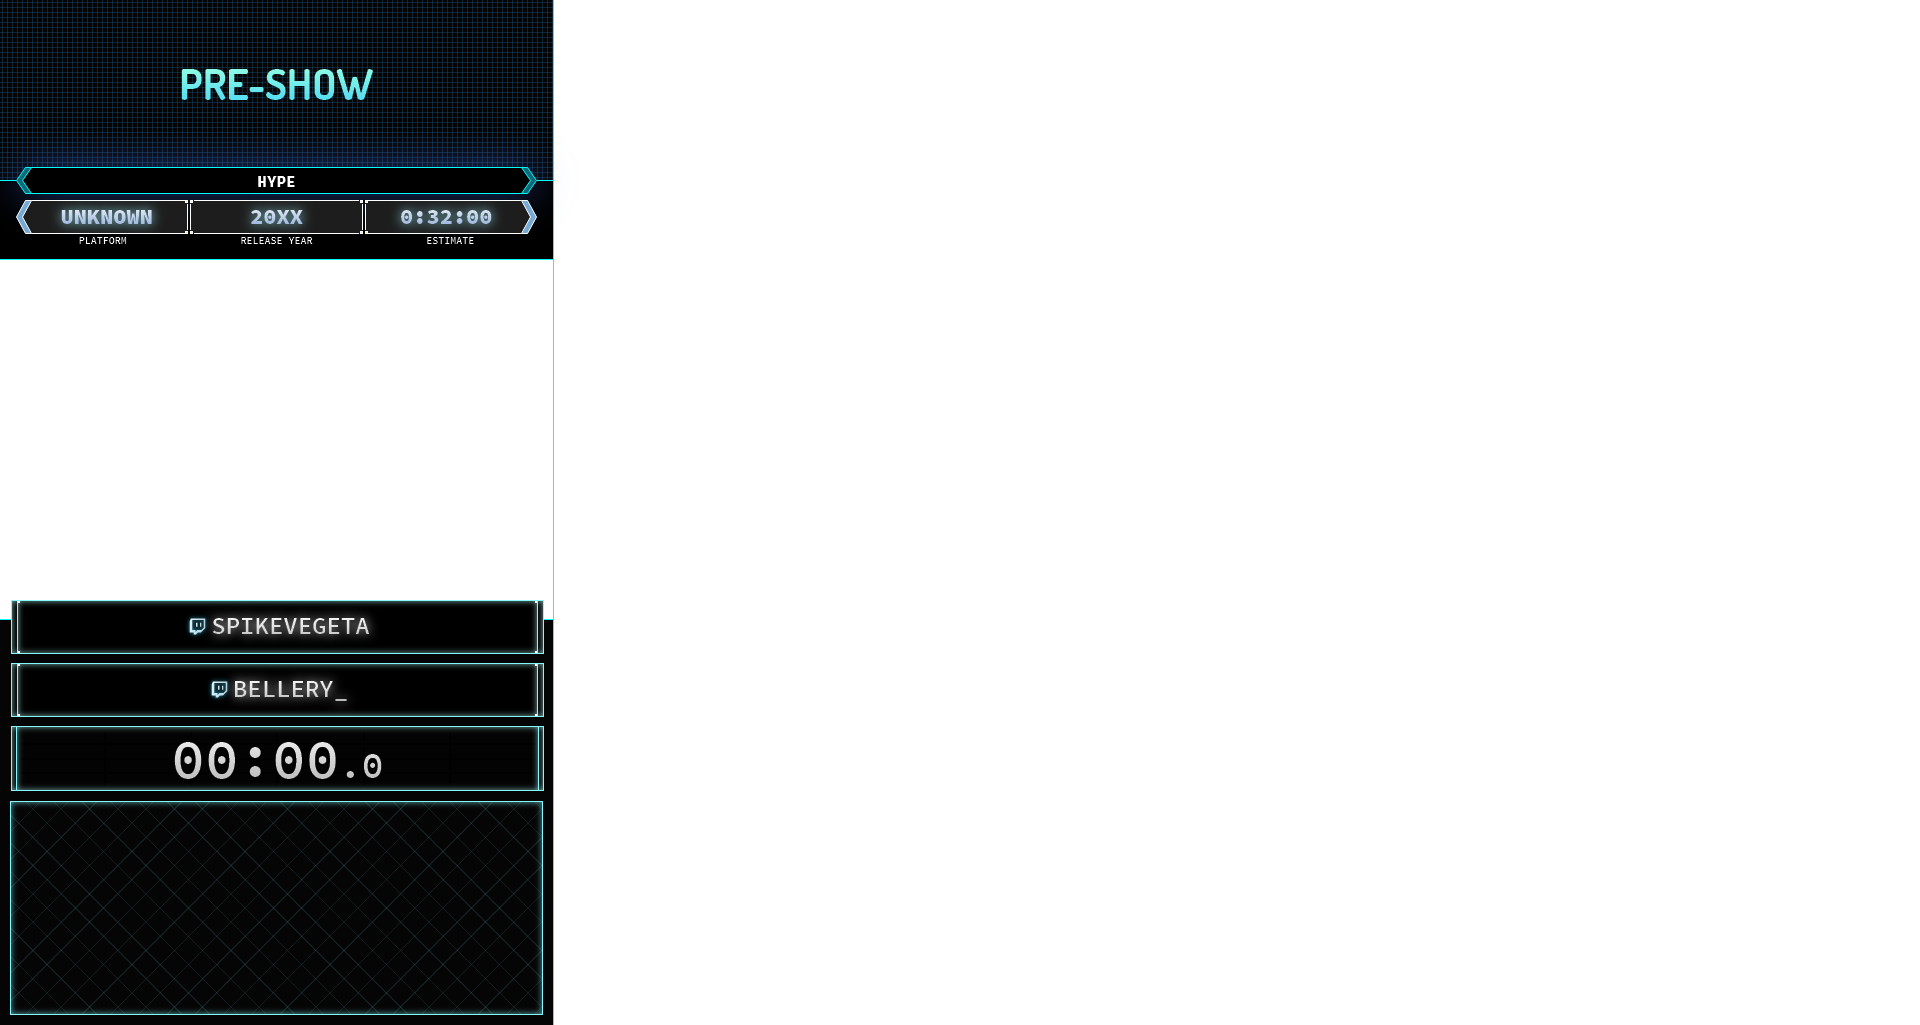 PRE-SHOW
HYPE
UNKNOWN 20XX 0:32:00
PLATFORM RELEASE YEAR ESTIMATE
SPIKEVEGETA
BELLERY_
00:00.0